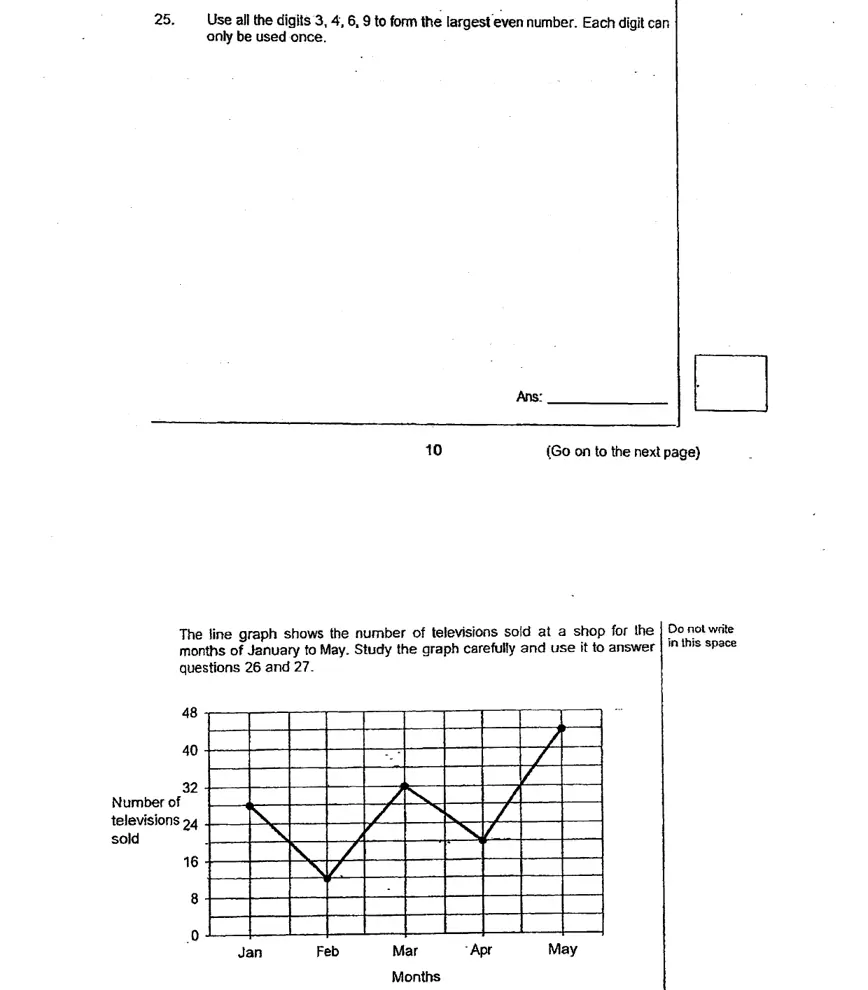 25. Use all the digits 3, 4, 6, 9 to form the largest even number. Each digit can
only be used once.
Ans:
10 (Go on to the next page)
The line graph shows the number of televisions sold at a shop for the
months of January to May. Study the graph carefully and use it to answer
questions 26 and 27.
Do not write
in this space
48
40
32
Number of
televisions 24
sold
16
8
0
Jan Feb Mar Apr May
Months